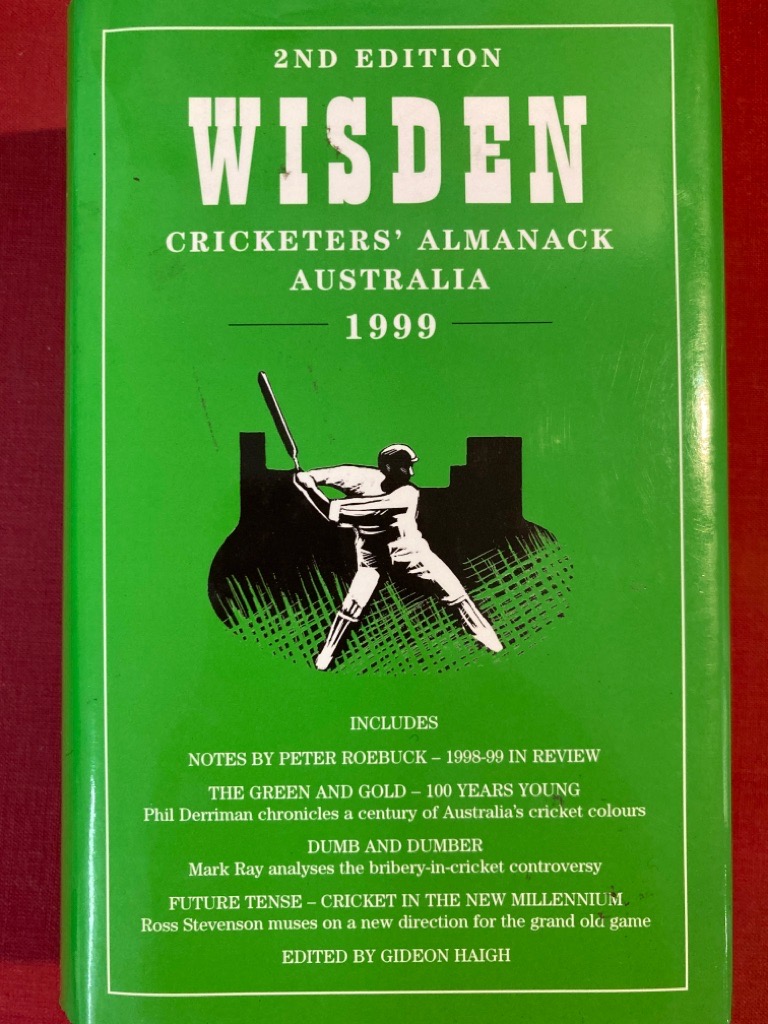 2ND EDITION
WISDEN
CRICKETERS' ALMANACK
AUSTRALIA
1999
INCLUDES
NOTES BY PETER ROEBUCK – 1998-99 IN REVIEW
THE GREEN AND GOLD – 100 YEARS YOUNG
Phil Derriman chronicles a century of Australia's cricket colours
DUMB AND DUMBER
Mark Ray analyses the bribery-in-cricket controversy
FUTURE TENSE – CRICKET IN THE NEW MILLENNIUM
Ross Stevenson muses on a new direction for the grand old game
EDITED BY GIDEON HAIGH